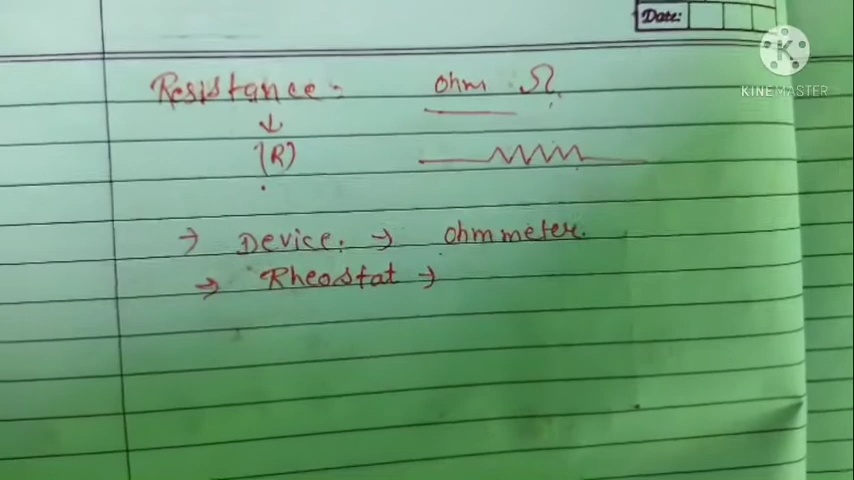 Date:
KINEMASTER
Resistance. ohm Ω
↓
(R)
→ Device. → ohmmeter.
→ Rheostat →